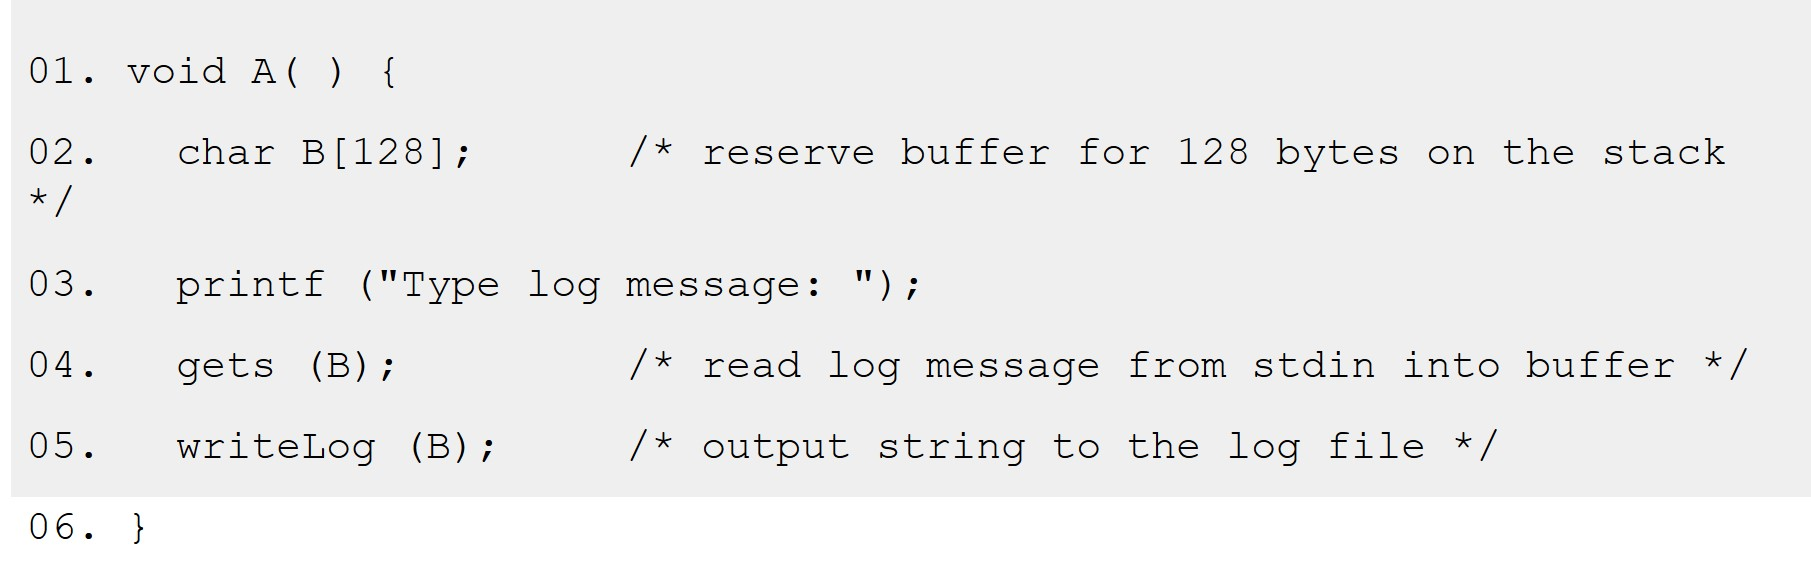 01. void A( ) {
02.   char B[128];      /* reserve buffer for 128 bytes on the stack
*/
03.   printf ("Type log message: ");
04.   gets (B);         /* read log message from stdin into buffer */
05.   writeLog (B);     /* output string to the log file */
06. }